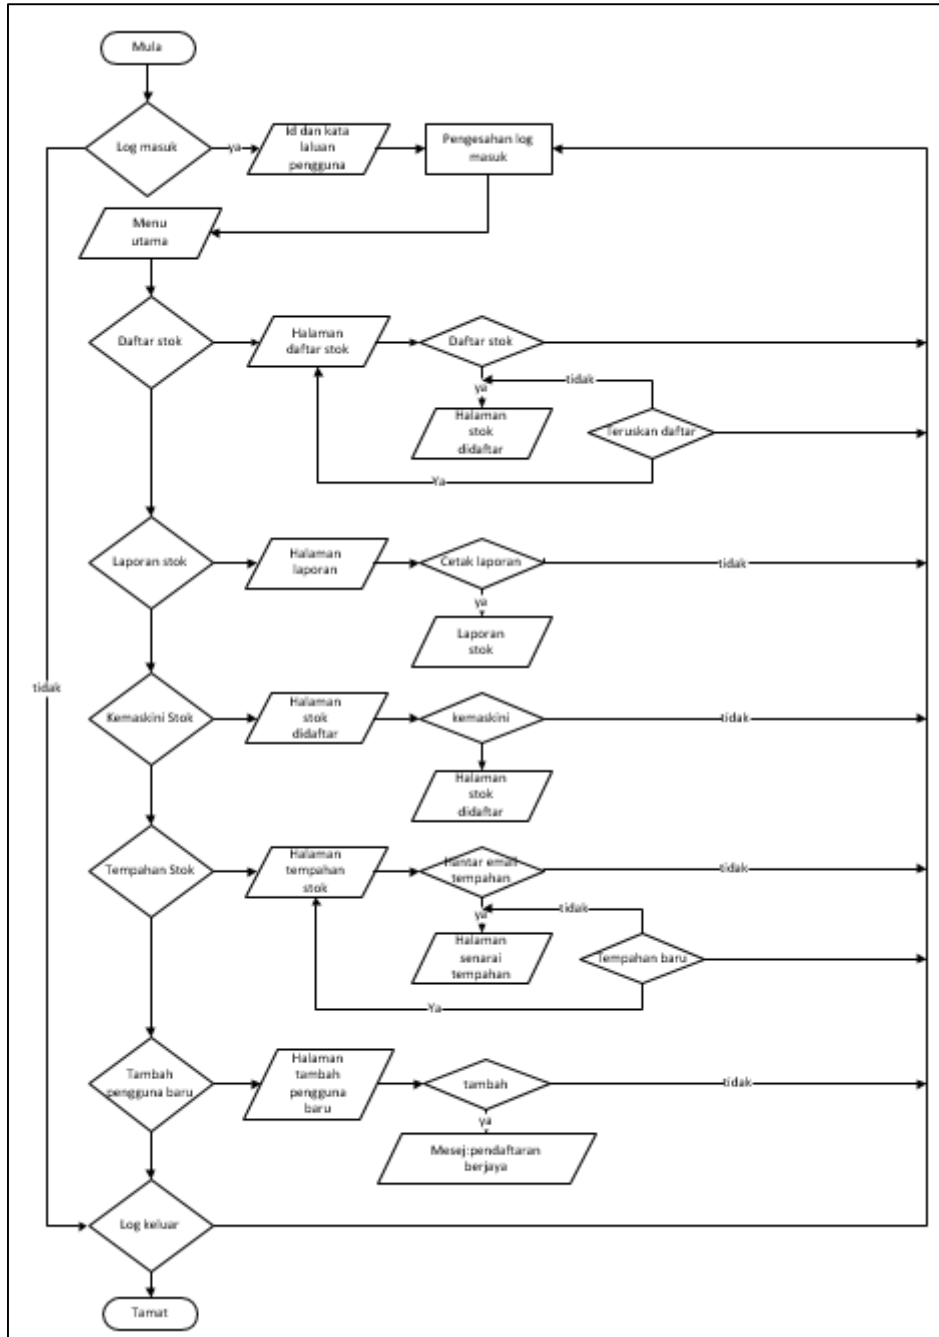 Mula
Log masuk
ya
Id dan kata
laluan
pengguna
Pengesahan log
masuk
Menu
utama
Daftar stok
Halaman
daftar stok
Daftar stok
tidak
ya
Halaman
stok
didaftar
Teruskan daftar
Ya
Laporan stok
Halaman
laporan
Cetak laporan
tidak
ya
Laporan
stok
tidak
Kemaskini Stok
Halaman
stok
didaftar
kemaskini
tidak
Halaman
stok
didaftar
Tempahan Stok
Halaman
tempahan
stok
Hantar email
tempahan
tidak
ya
tidak
Halaman
senarai
tempahan
Tempahan baru
Ya
Tambah
pengguna baru
Halaman
tambah
pengguna
baru
tambah
tidak
ya
Mesej:pendaftaran
berjaya
Log keluar
Tamat